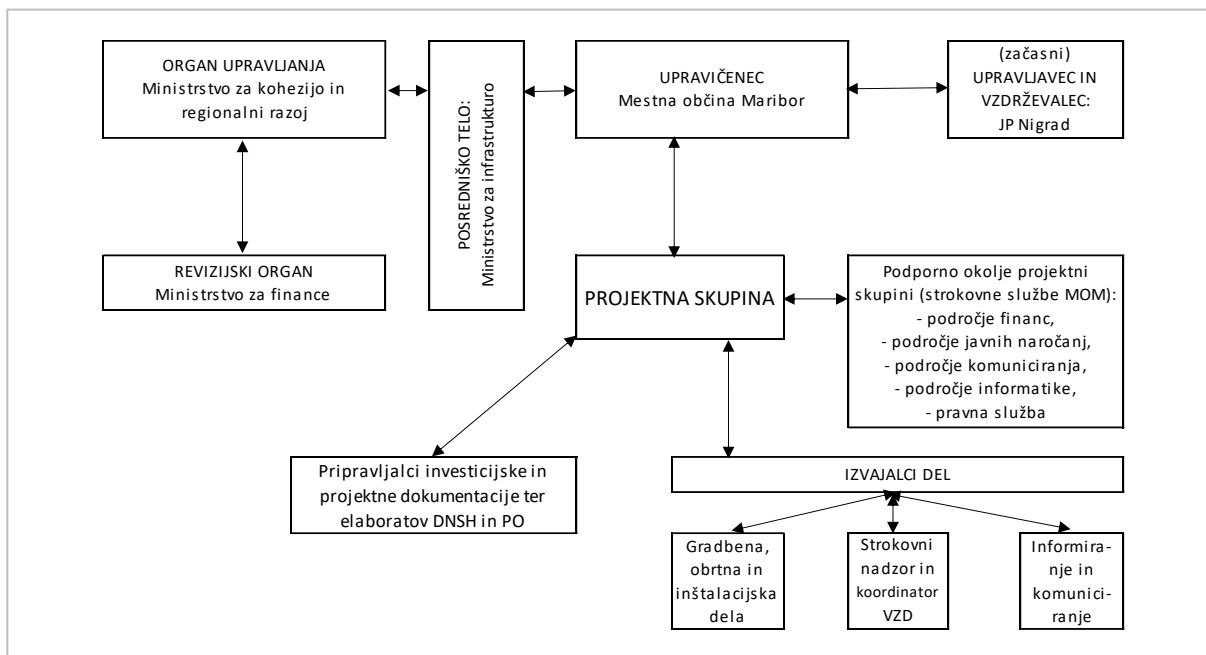 ORGAN UPRAVLJANJA
Ministrstvo za kohezijo in
regionalni razoj
POSREDNIŠKO TELO:
Ministrstvo za infrastrukturo
UPRAVIČENEC
Mestna občina Maribor
(začasni)
UPRAVLJAVEC IN
VZDRŽEVALEC:
JP Nigrad
REVIZIJSKI ORGAN
Ministrstvo za finance
PROJEKTNA SKUPINA
Podporno okolje projektni
skupini (strokovne službe MOM):
- področje financ,
- področje javnih naročanj,
- področje komuniciranja,
- področje informatike,
- pravna služba
Pripravljalci investicijske in
projektne dokumentacije ter
elaboratov DNSH in PO
IZVAJALCI DEL
Gradbena,
obrtna in
inštalacijska
dela
Strokovni
nadzor in
koordinator
VZD
Informira-
nje in
komunici-
ranje